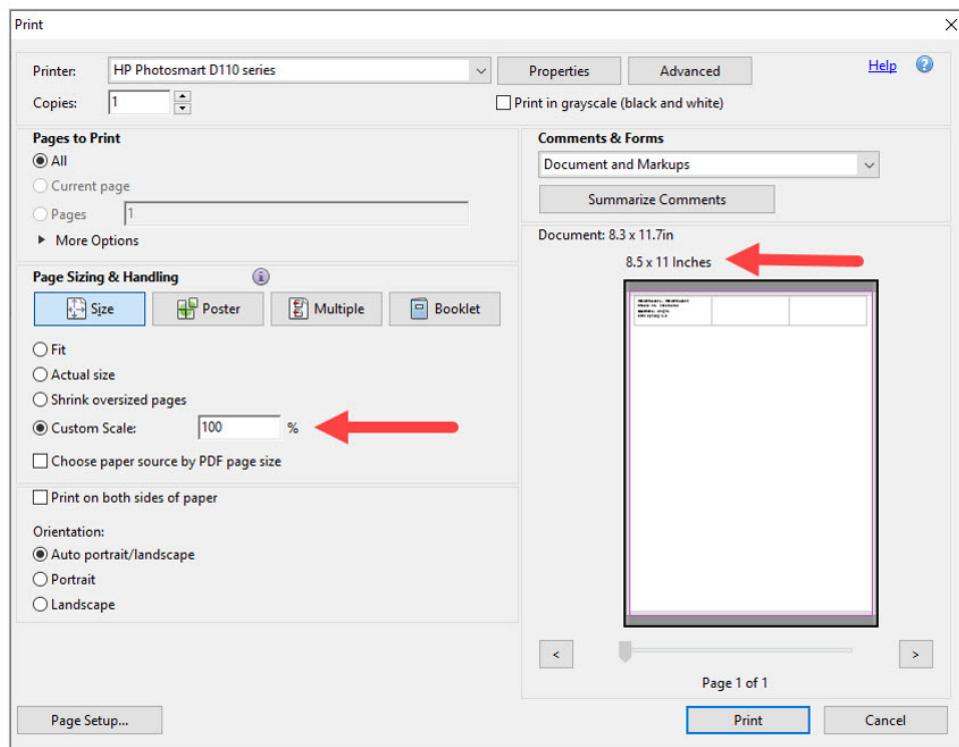 Print
Printer: HP Photosmart D110 series Properties Advanced Help ?
Copies: 1 Print in grayscale (black and white)
Pages to Print
All
Current page
Pages 1
More Options
Comments & Forms
Document and Markups
Summarize Comments
Page Sizing & Handling i
Size Poster Multiple Booklet
Fit
Actual size
Shrink oversized pages
Custom Scale: 100 %
Choose paper source by PDF page size
Print on both sides of paper
Orientation:
Auto portrait/landscape
Portrait
Landscape
Document: 8.3 x 11.7in
8.5 x 11 Inches
< >
Page 1 of 1
Page Setup... Print Cancel